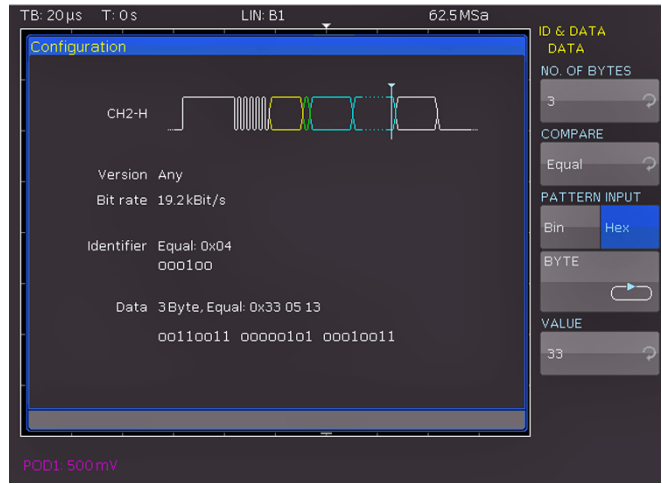 TB: 20 µs T: 0 s LIN: B1 62.5 MSa
Configuration
CH2-H
Version Any
Bit rate 19.2 kBit/s
Identifier Equal: 0x04
000100
Data 3 Byte, Equal: 0x33 05 13
00110011 00000101 00010011
POD1: 500 mV
ID & DATA
DATA
NO. OF BYTES
3
COMPARE
Equal
PATTERN INPUT
Bin Hex
BYTE
VALUE
33